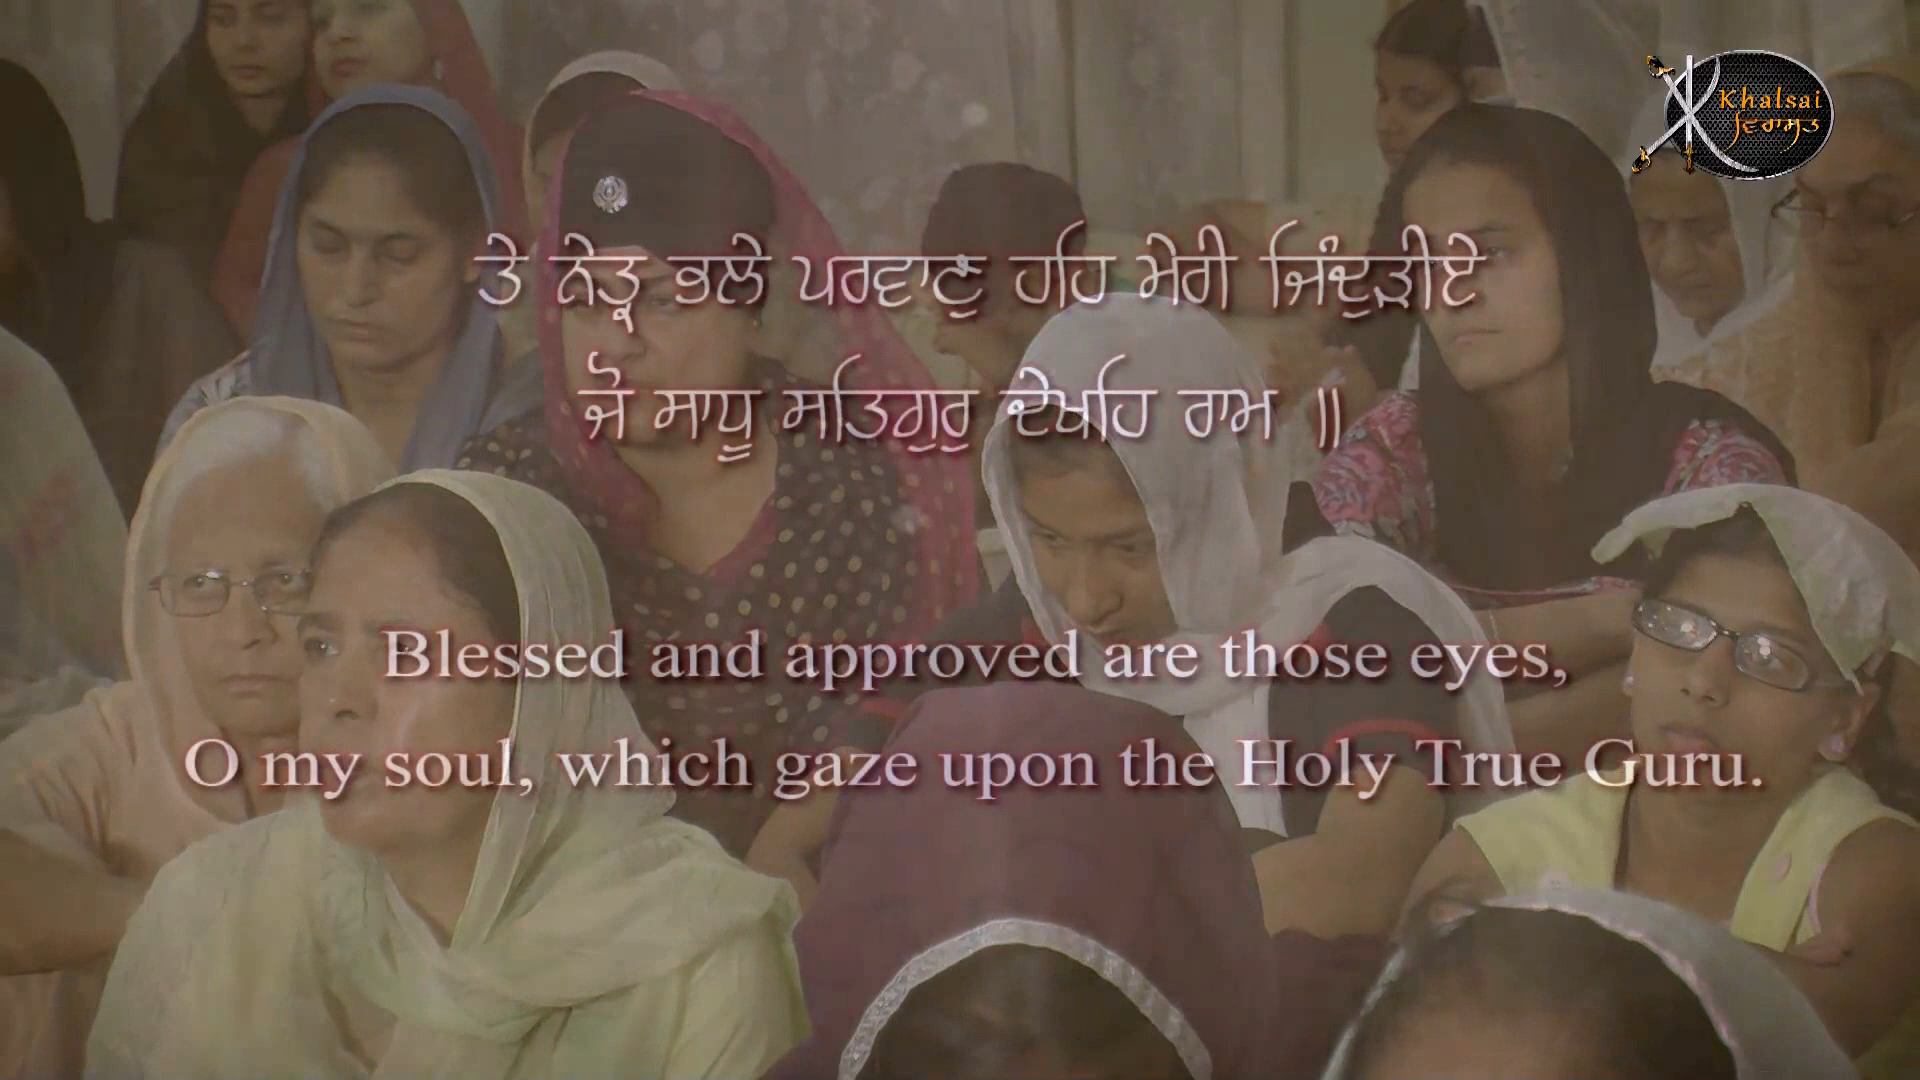 Khalsai
ਵਿਰਾਸਤ
ਤੇ ਨੇਤ੍ਰ ਭਲੇ ਪਰਵਾਣੁ ਹਹਿ ਮੇਰੀ ਜਿੰਦੁੜੀਏ
ਜੋ ਸਾਧੂ ਸਤਿਗੁਰੁ ਦੇਖਹਿ ਰਾਮ ॥
Blessed and approved are those eyes,
O my soul, which gaze upon the Holy True Guru.